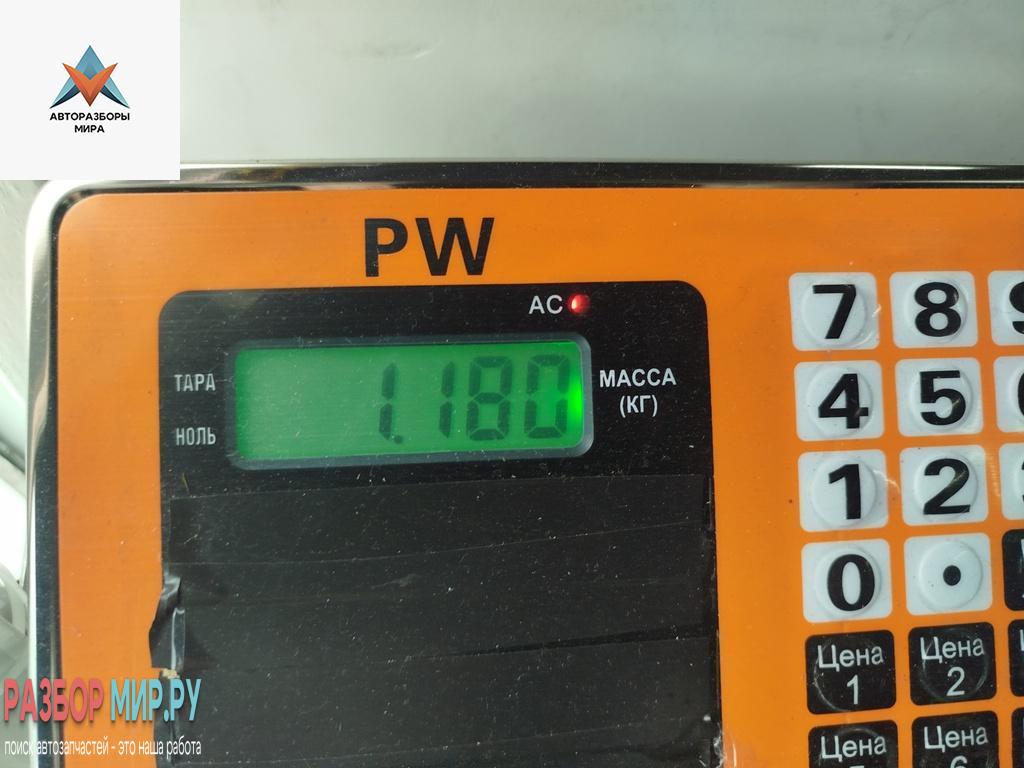 АВТОРАЗБОРЫ
МИРА
PW
AC
7 8
ТАРА
1.180
МАССА
(КГ)
НОЛЬ
4 5
1 2
0 .
Цена
1
Цена
2
Цена
Цена
РАЗБОР МИР.РУ
поиск автозапчастей - это наша работа